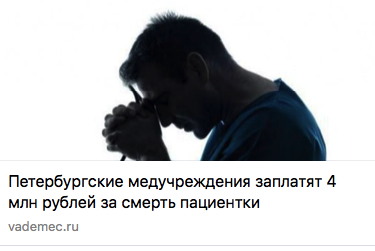 Петербургские медучреждения заплатят 4
млн рублей за смерть пациентки
vademec.ru